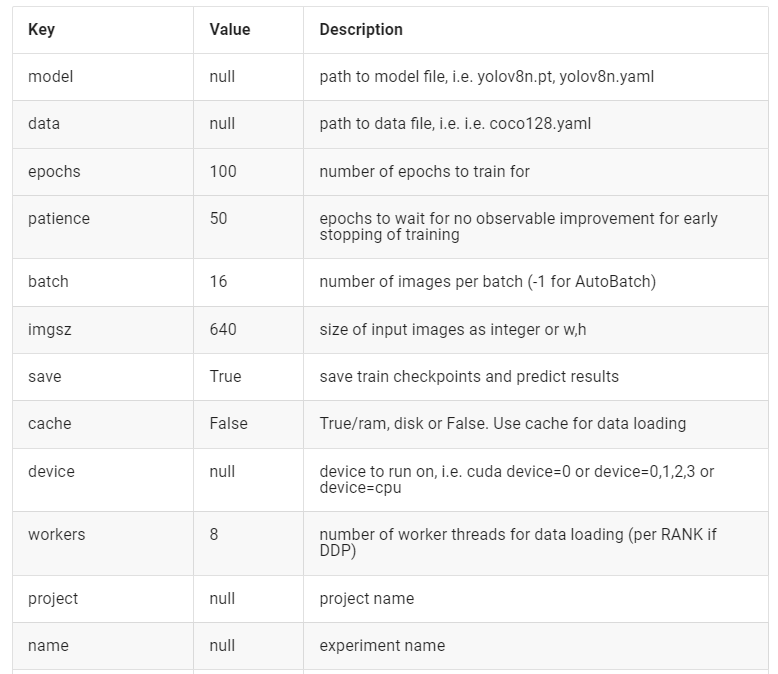 Key Value Description
model null path to model file, i.e. yolov8n.pt, yolov8n.yaml
data null path to data file, i.e. i.e. coco128.yaml
epochs 100 number of epochs to train for
patience 50 epochs to wait for no observable improvement for early
stopping of training
batch 16 number of images per batch (-1 for AutoBatch)
imgsz 640 size of input images as integer or w,h
save True save train checkpoints and predict results
cache False True/ram, disk or False. Use cache for data loading
device null device to run on, i.e. cuda device=0 or device=0,1,2,3 or
device=cpu
workers 8 number of worker threads for data loading (per RANK if
DDP)
project null project name
name null experiment name